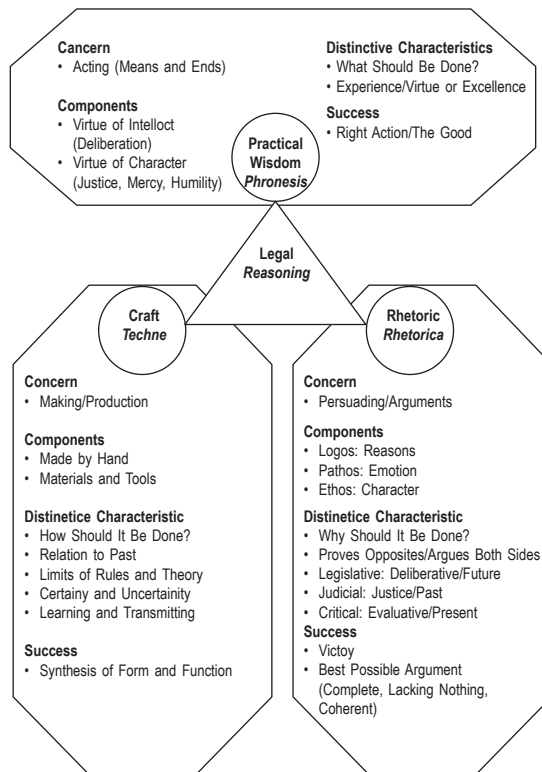 Cancern
• Acting (Means and Ends)
Components
• Virtue of Intelloct
(Deliberation)
• Virtue of Character
(Justice, Mercy, Humility)
Distinctive Characteristics
• What Should Be Done?
• Experience/Virtue or Excellence
Success
• Right Action/The Good
Practical
Wisdom
Phronesis
Legal
Reasoning
Craft
Techne
Concern
• Making/Production
Components
• Made by Hand
• Materials and Tools
Distinetice Characteristic
• How Should It Be Done?
• Relation to Past
• Limits of Rules and Theory
• Certainy and Uncertainity
• Learning and Transmitting
Success
• Synthesis of Form and Function
Rhetoric
Rhetorica
Concern
• Persuading/Arguments
Components
• Logos: Reasons
• Pathos: Emotion
• Ethos: Character
Distinetice Characteristic
• Why Should It Be Done?
• Proves Opposites/Argues Both Sides
• Legislative: Deliberative/Future
• Judicial: Justice/Past
• Critical: Evaluative/Present
Success
• Victoy
• Best Possible Argument
(Complete, Lacking Nothing,
Coherent)